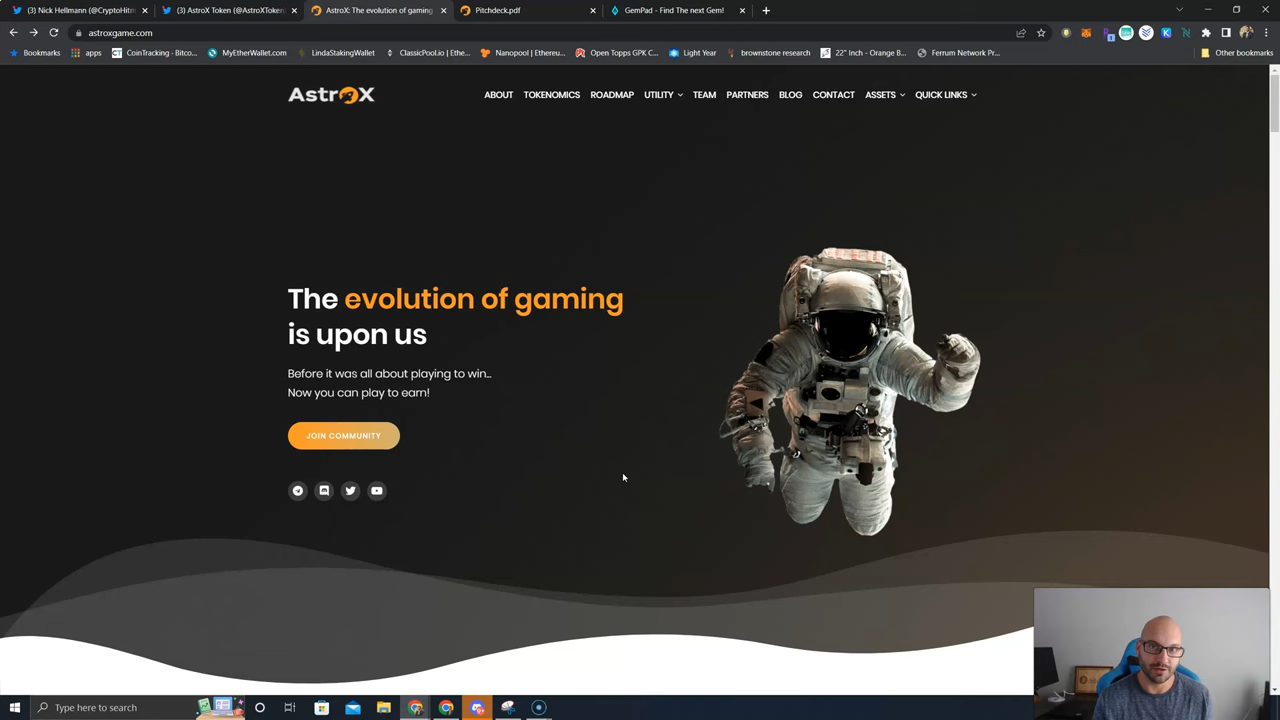 (3) Nick Hellmann (@CryptoHitm
(3) AstroX Token (@AstroXToken
AstroX: The evolution of gaming
Pitchdeck.pdf
GemPad - Find The next Gem!
astroxgame.com
Bookmarks
apps
CoinTracking · Bitco...
MyEtherWallet.com
LindaStakingWallet
ClassicPool.io | Ethe...
Nanopool | Ethereu...
Open Topps GPK C...
Light Year
brownstone research
22" Inch - Orange B...
Ferrum Network Pr...
Other bookmarks
AstroX
ABOUT
TOKENOMICS
ROADMAP
UTILITY
TEAM
PARTNERS
BLOG
CONTACT
ASSETS
QUICK LINKS
The evolution of gaming
is upon us
Before it was all about playing to win...
Now you can play to earn!
JOIN COMMUNITY
Type here to search